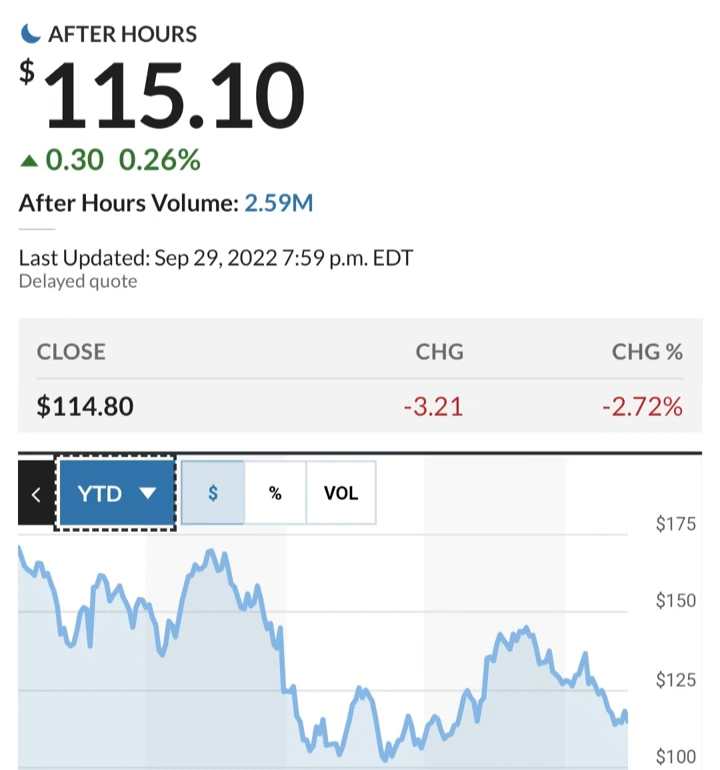 AFTER HOURS
$115.10
0.30 0.26%
After Hours Volume: 2.59M
Last Updated: Sep 29, 2022 7:59 p.m. EDT
Delayed quote
CLOSE CHG CHG %
$114.80 -3.21 -2.72%
< YTD $ % VOL
$175
$150
$125
$100